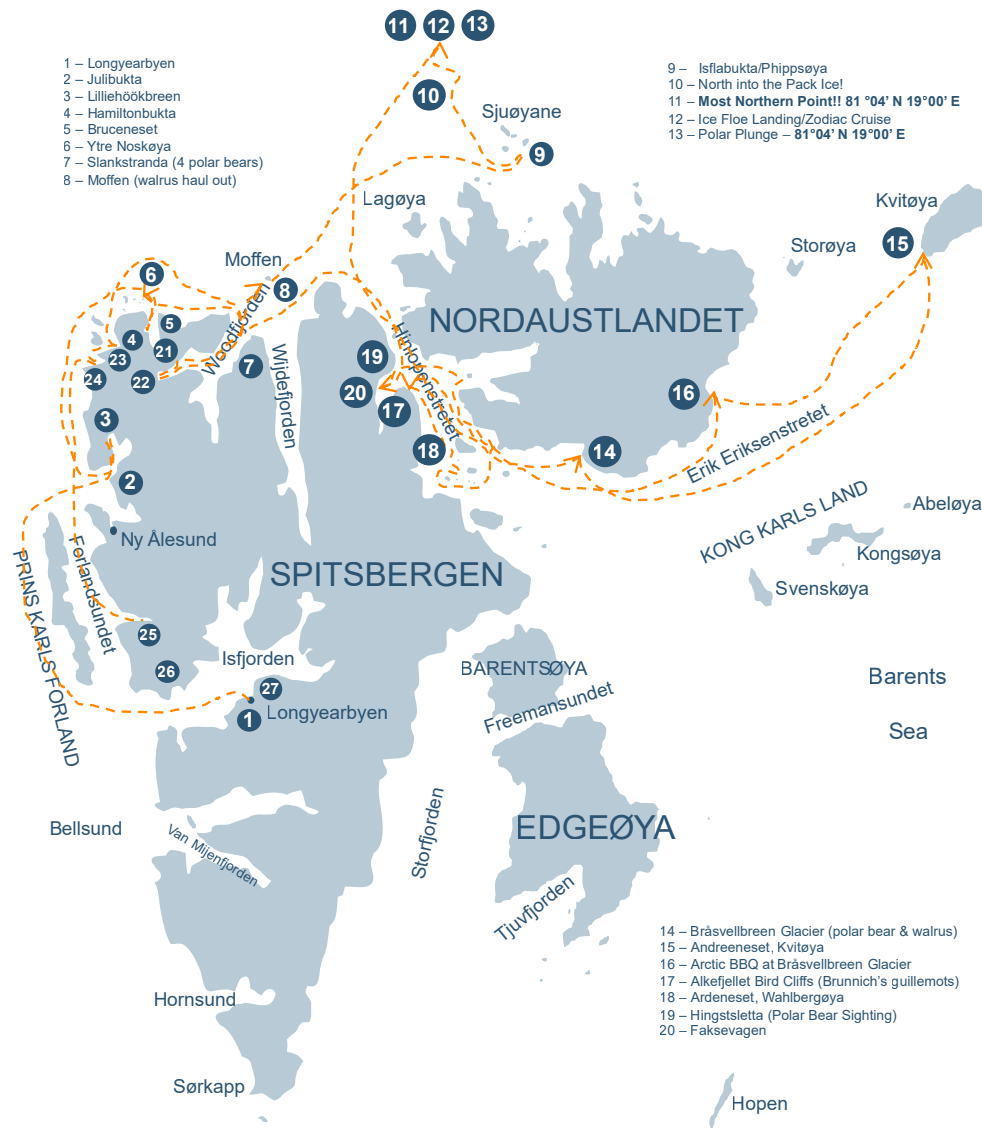 11 12 13
1 – Longyearbyen
2 – Julibukta
3 – Lilliehöökbreen
4 – Hamiltonbukta
5 – Bruceneset
6 – Ytre Noskøya
7 – Slankstranda (4 polar bears)
8 – Moffen (walrus haul out)
9 – Isflabukta/Phippsøya
10 – North into the Pack Ice!
11 – Most Northern Point!! 81 °04' N 19°00' E
12 – Ice Floe Landing/Zodiac Cruise
13 – Polar Plunge – 81°04' N 19°00' E
10
Sjuøyane
9
Lagøya
Kvitøya
15
Storøya
Moffen
6
8
Woodfjorden
NORDAUSTLANDET
5
4
21
23
22
24
7
Wijdefjorden
19
20
17
Hinlopenstretet
16
3
18
14
Erik Eriksenstretet
2
Ny Ålesund
KONG KARLS LAND
Abeløya
Kongsøya
Svenskøya
PRINS KARLS FORLAND
Forlandsundet
SPITSBERGEN
25
26
Isfjorden
27
1
Longyearbyen
BARENTSØYA
Freemansundet
Barents
Sea
EDGEØYA
Bellsund
Van Mijenfjorden
Storfjorden
Tjuvfjorden
14 – Bråsvellbreen Glacier (polar bear & walrus)
15 – Andreeneset, Kvitøya
16 – Arctic BBQ at Bråsvellbreen Glacier
17 – Alkefjellet Bird Cliffs (Brunnich's guillemots)
18 – Ardeneset, Wahlbergøya
19 – Hingstsletta (Polar Bear Sighting)
20 – Faksevagen
Hornsund
Sørkapp
Hopen